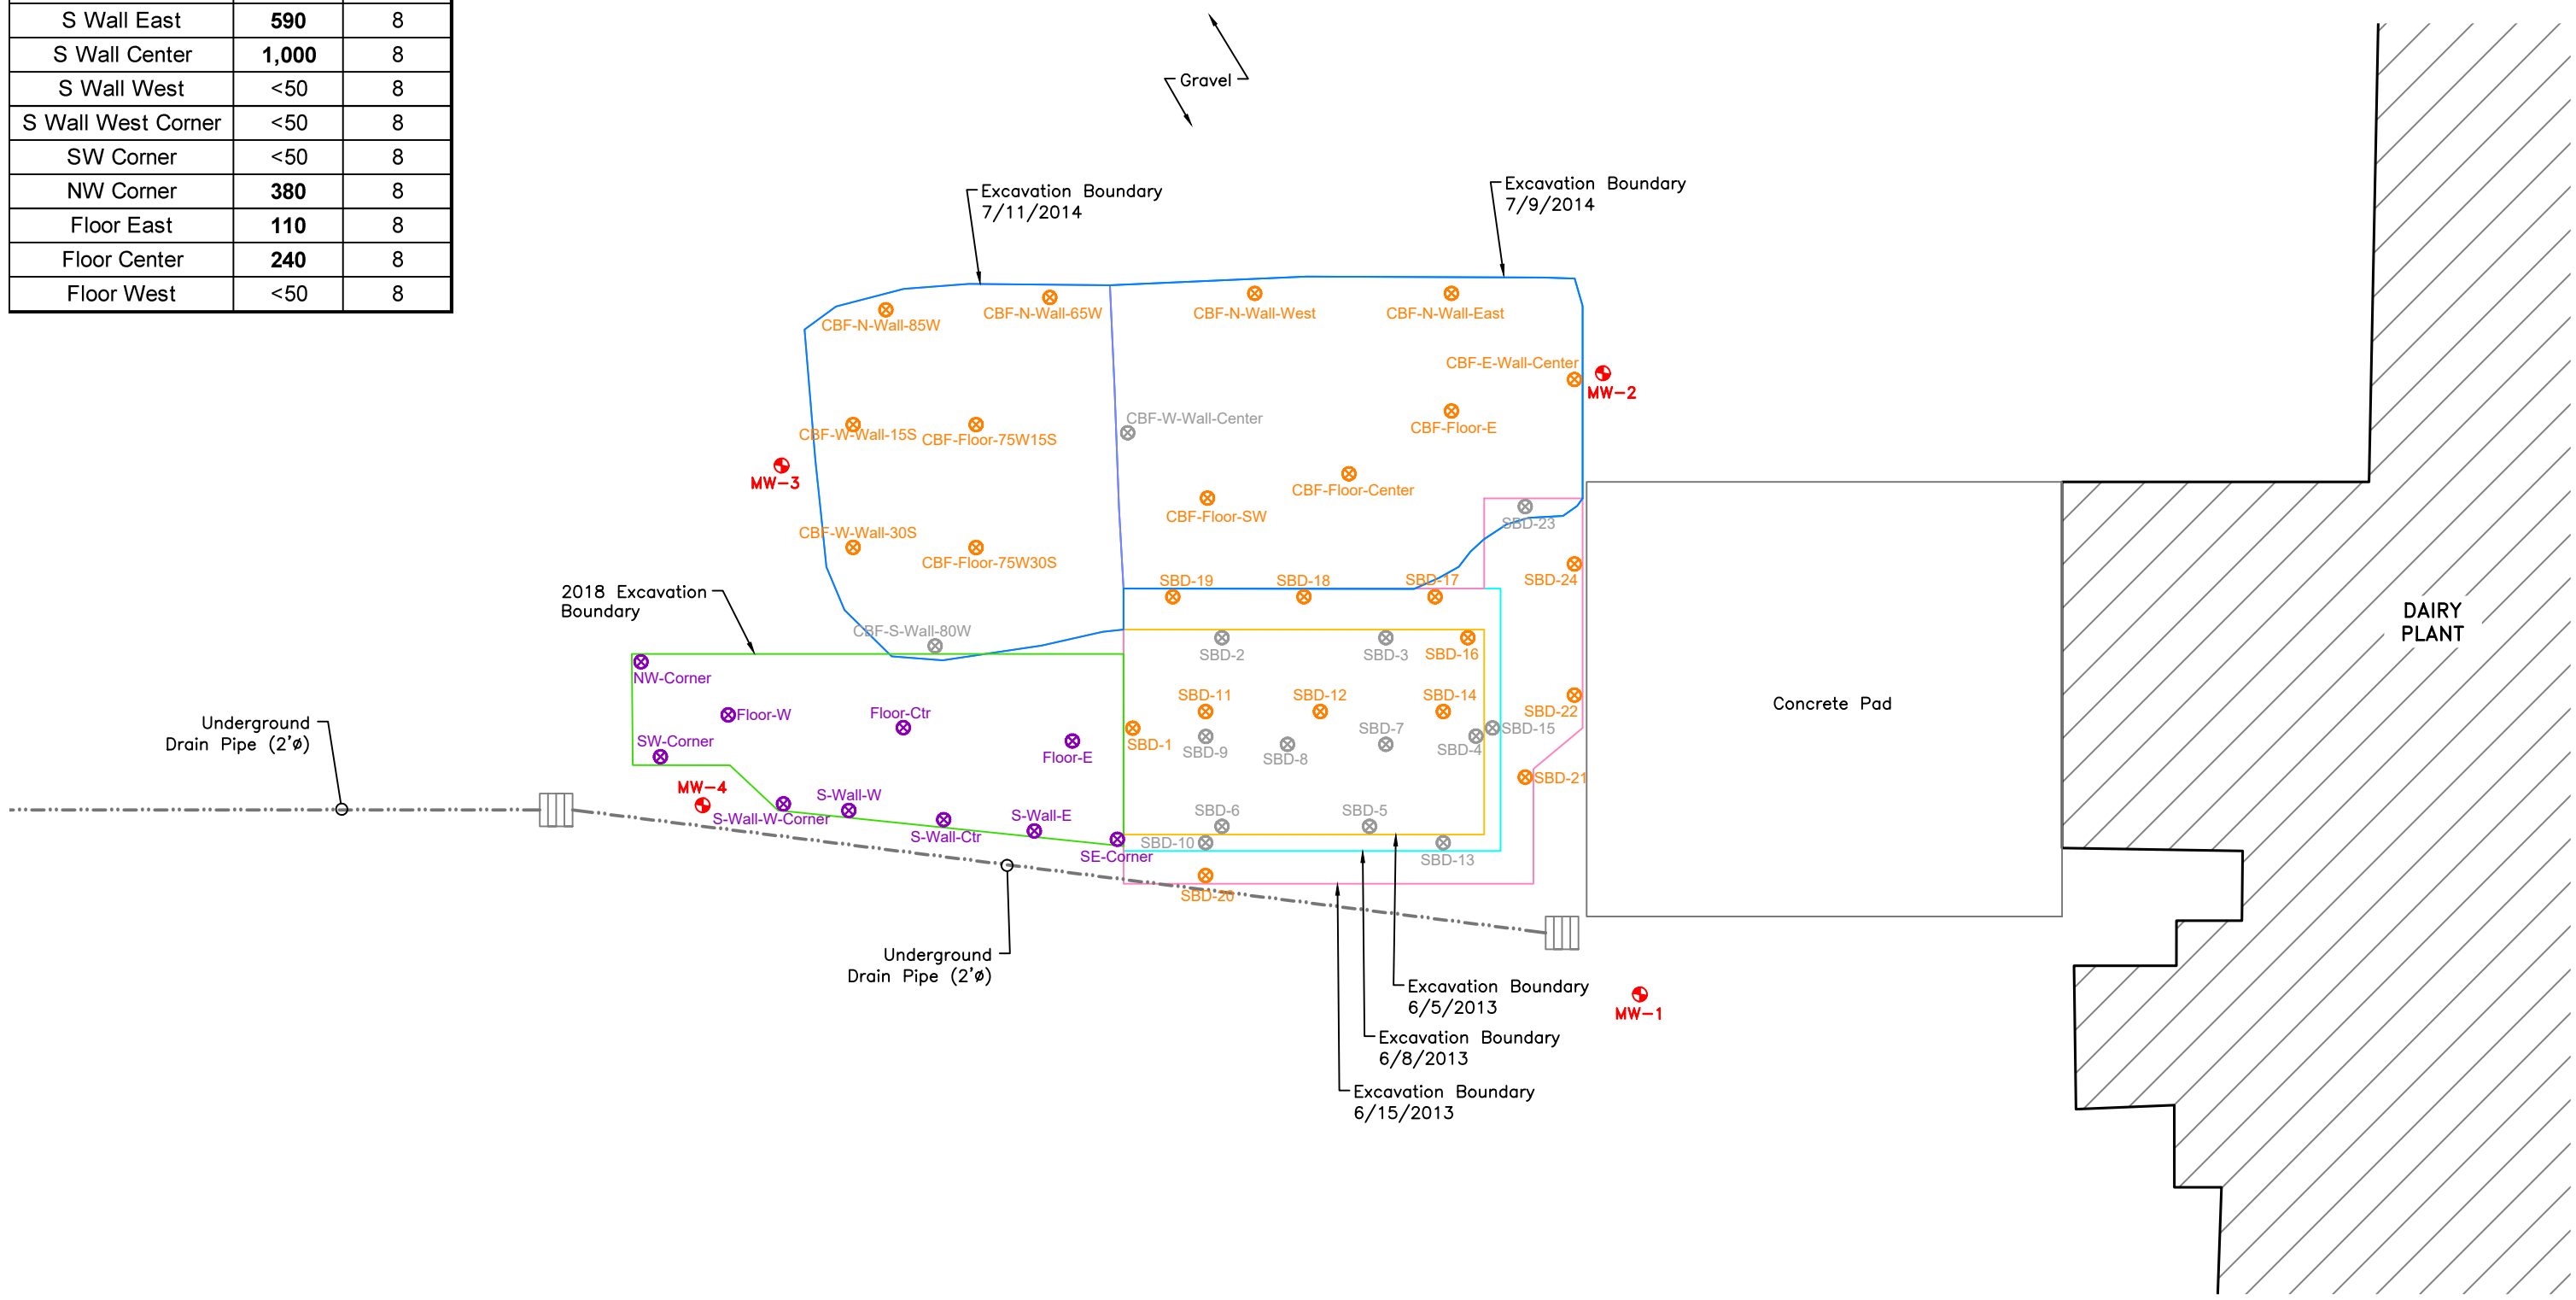 S Wall East 590 8
S Wall Center 1,000 8
S Wall West <50 8
S Wall West Corner <50 8
SW Corner <50 8
NW Corner 380 8
Floor East 110 8
Floor Center 240 8
Floor West <50 8
Gravel
Excavation Boundary
7/11/2014
Excavation Boundary
7/9/2014
CBF-N-Wall-85W
CBF-N-Wall-65W
CBF-N-Wall-West
CBF-N-Wall-East
CBF-E-Wall-Center
MW-2
CBF-W-Wall-Center
CBF-Floor-E
CBF-W-Wall-15S
CBF-Floor-75W15S
MW-3
CBF-Floor-Center
CBF-Floor-SW
SBD-23
CBF-W-Wall-30S
CBF-Floor-75W30S
SBD-19
SBD-18
SBD-17
SBD-24
2018 Excavation
Boundary
CBF-S-Wall-80W
SBD-2
SBD-3
SBD-16
DAIRY
PLANT
NW-Corner
Floor-W
Floor-Ctr
SBD-11
SBD-12
SBD-14
SBD-22
Concrete Pad
Underground
Drain Pipe (2'ø)
SW-Corner
Floor-E
SBD-1
SBD-9
SBD-8
SBD-7
SBD-4
SBD-15
SBD-21
MW-4
S-Wall-W-Corner
S-Wall-W
S-Wall-Ctr
S-Wall-E
SE-Corner
SBD-6
SBD-5
SBD-10
SBD-13
SBD-20
Underground
Drain Pipe (2'ø)
Excavation Boundary
6/5/2013
MW-1
Excavation Boundary
6/8/2013
Excavation Boundary
6/15/2013